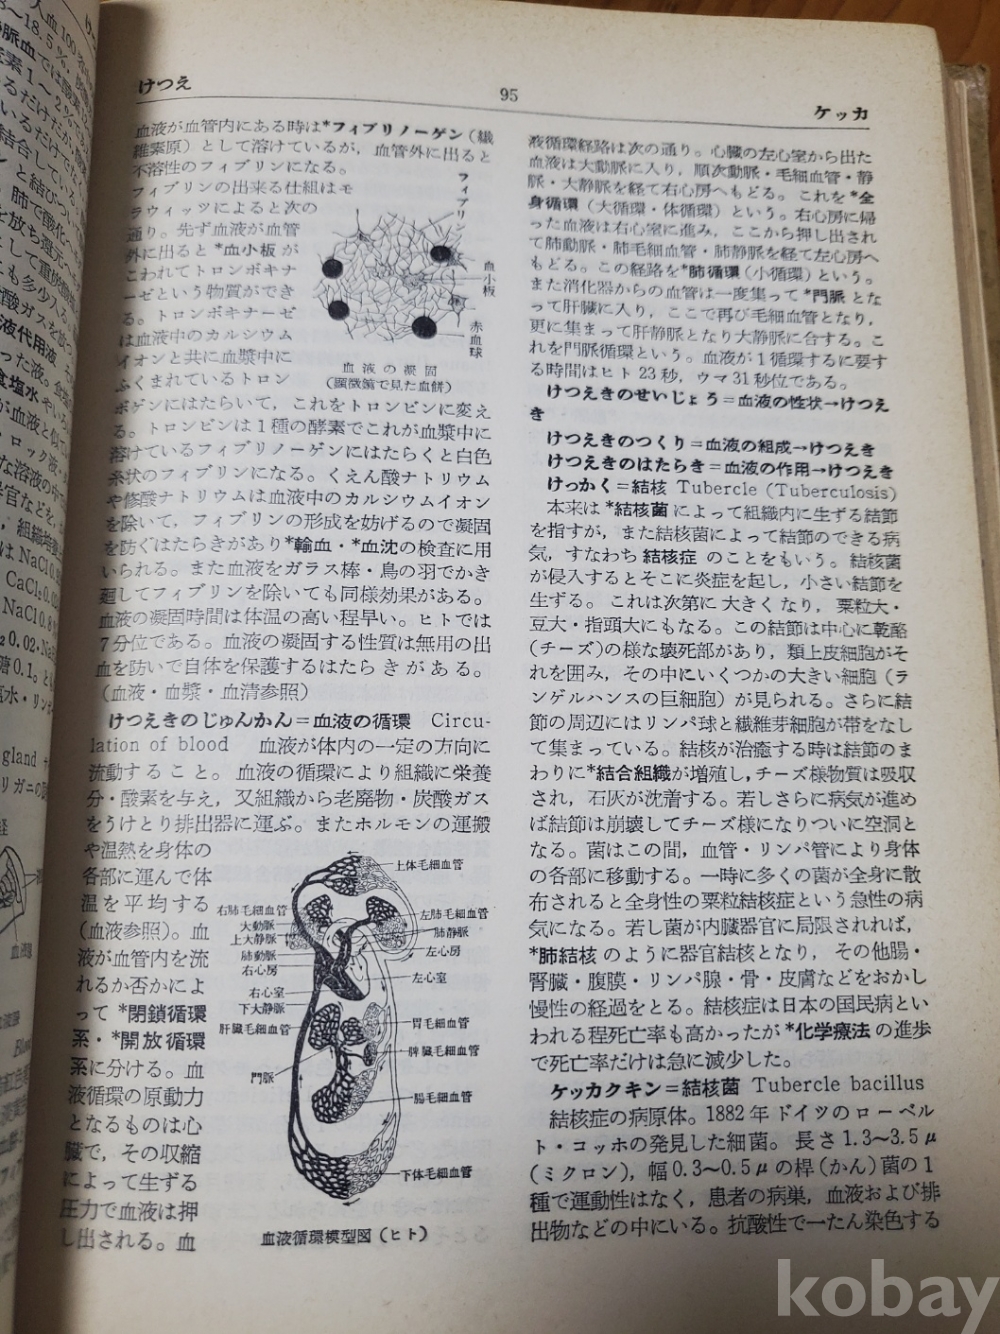 けつえ
95
ケッカ
血液が血管内にある時は*フィブリノーゲン(繊
維素原)として溶けているが，血管外に出ると
不溶性のフィブリンになる。
フィブリンの出来る仕組はモ
ラウィッツによると次の
通り。先ず血液が血管
外に出ると*血小板が
こわれてトロンボキナ
ーゼという物質ができ
る。トロンボキナーゼ
は血液中のカルシウム
イオンと共に血漿中に
ふくまれているトロン
ボゲンにはたらいて，これをトロンビンに変え
る。トロンビンは1種の酵素でこれが血漿中に
溶けているフィブリノーゲンにはたらくと白色
糸状のフィブリンになる。くえん酸ナトリウム
や修酸ナトリウムは血液中のカルシウムイオン
を除いて，フィブリンの形成を妨げるので凝固
を防ぐはたらきがあり*輸血・*血沈の検査に用
いられる。また血液をガラス棒・鳥の羽でかき
廻してフィブリンを除いても同様効果がある。
血液の凝固時間は体温の高い程早い。ヒトでは
7分位である。血液の凝固する性質は無用の出
血を防いで自体を保護するはたらきがある。
(血液・血漿・血清参照)
フィブリン
血小板
赤血球
血液の凝固
(顕微鏡で見た血餅)
けつえきのじゅんかん＝血液の循環 Circu-
lation of blood 血液が体内の一定の方向に
流動すること。血液の循環により組織に栄養
分・酸素を与え，又組織から老廃物・炭酸ガス
をうけとり排出器に運ぶ。またホルモンの運搬
や温熱を身体の
各部に運んで体
温を平均する
(血液参照)。血
液が血管内を流
れるか否かによ
って *閉鎖循環
系・*開放循環
系に分ける。血
液循環の原動力
となるものは心
臓で，その収縮
によって生ずる
圧力で血液は押
し出される。血
上体毛細血管
右肺毛細血管
大動脈
上大静脈
肺動脈
右心房
右心室
下大静脈
肝臓毛細血管
門脈
左肺毛細血管
肺静脈
左心房
左心室
胃毛細血管
脾臓毛細血管
腸毛細血管
下体毛細血管
血液循環模型図(ヒト)
液循環経路は次の通り。心臓の左心室から出た
血液は大動脈に入り，順次動脈・毛細血管・静
脈・大静脈を経て右心房へもどる。これを *全
身循環(大循環・体循環)という。右心房に帰
った血液は右心室に進み，ここから押し出され
て肺動脈・肺毛細血管・肺静脈を経て左心房へ
もどる。この経路を*肺循環(小循環)という。
また消化器からの血管は一度集って*門脈とな
って肝臓に入り，ここで再び毛細血管となり，
更に集まって肝静脈となり大静脈に合する。こ
れを門脈循環という。血液が1循環するに要す
る時間はヒト23秒，ウマ31秒位である。
けつえきのせいじょう＝血液の性状→けつえ
き
けつえきのつくり＝血液の組成→けつえき
けつえきのはたらき＝血液の作用→けつえき
けっかく＝結核 Tubercle (Tuberculosis)
本来は*結核菌によって組織内に生ずる結節
を指すが，また結核菌によって結節のできる病
気，すなわち結核症のことをもいう。結核菌
が侵入するとそこに炎症を起し，小さい結節を
生ずる。これは次第に大きくなり，粟粒大・
豆大・指頭大にもなる。この結節は中心に乾酪
(チーズ)の様な壊死部があり，類上皮細胞がそ
れを囲み，その中にいくつかの大きい細胞(ラ
ンゲルハンスの巨細胞)が見られる。さらに結
節の周辺にはリンパ球と繊維芽細胞が帯をなし
て集まっている。結核が治癒する時は結節のま
わりに*結合組織が増殖し，チーズ様物質は吸収
され，石灰が沈着する。若しさらに病気が進め
ば結節は崩壊してチーズ様になりついに空洞と
なる。菌はこの間，血管・リンパ管により身体
の各部に移動する。一時に多くの菌が全身に散
布されると全身性の粟粒結核症という急性の病
気になる。若し菌が内臓器官に局限されれば，
*肺結核のように器官結核となり，その他腸・
腎臓・腹膜・リンパ腺・骨・皮膚などをおかし
慢性の経過をとる。結核症は日本の国民病とい
われる程死亡率も高かったが*化学療法の進歩
で死亡率だけは急に減少した。
ケッカクキン＝結核菌 Tubercle bacillus
結核症の病原体。1882年ドイツのローベル
ト・コッホの発見した細菌。長さ1.3～3.5μ
(ミクロン)，幅0.3～0.5μの桿(かん)菌の1
種で運動性はなく，患者の病巣，血液および排
出物などの中にいる。抗酸性で一たん染色する
kobay